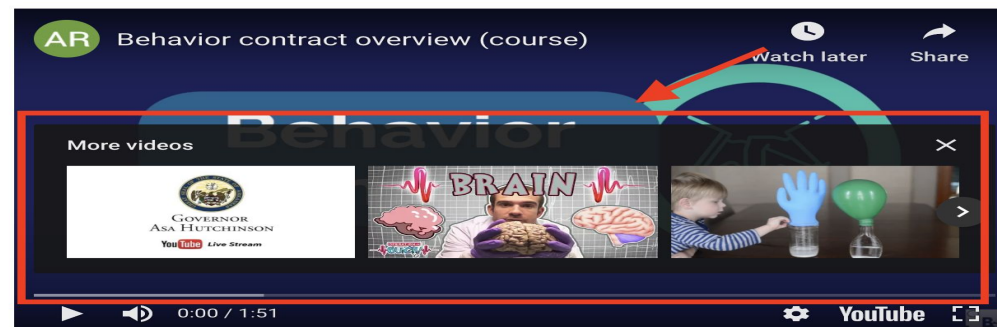 AR Behavior contract overview (course)
Watch later Share
Behavior
More videos
GOVERNOR
ASA HUTCHINSON
YouTube Live Stream
BRAIN
0:00 / 1:51
YouTube